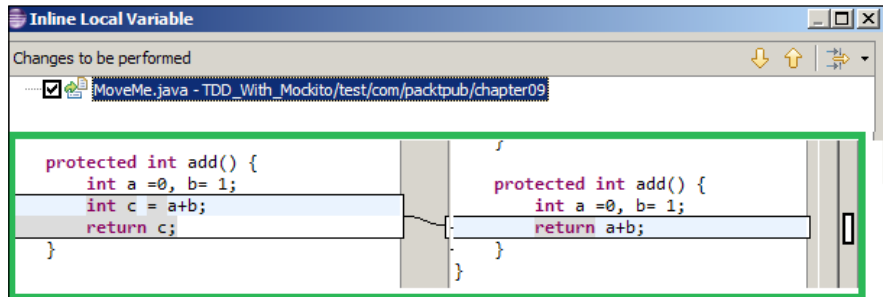 Inline Local Variable
Changes to be performed
MoveMe.java - TDD_With_Mockito/test/com/packtpub/chapter09
protected int add() {
int a =0, b= 1;
int c = a+b;
return c;
}
}
protected int add() {
int a =0, b= 1;
return a+b;
}
}